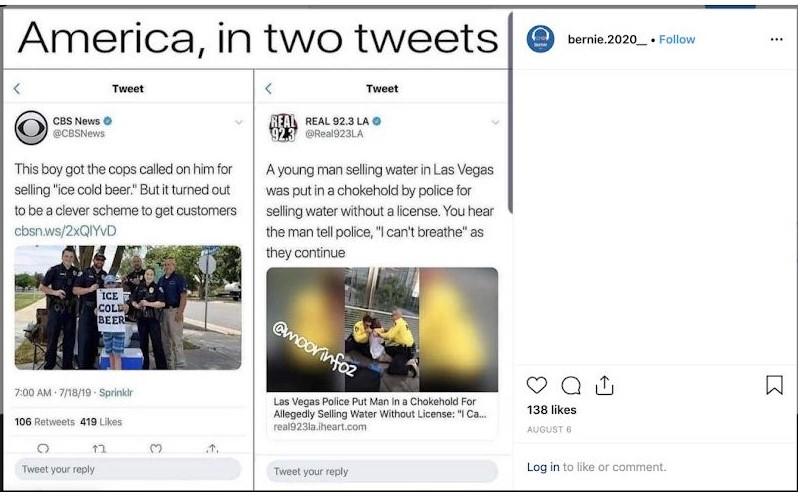 America, in two tweets
Tweet
CBS News
@CBSNews
This boy got the cops called on him for
selling "ice cold beer." But it turned out
to be a clever scheme to get customers
cbsn.ws/2xQlYvD
ICE
COLD
BEER
7:00 AM · 7/18/19 · Sprinklr
106 Retweets 419 Likes
Tweet your reply
Tweet
REAL
92.3
REAL 92.3 LA
@Real923LA
A young man selling water in Las Vegas
was put in a chokehold by police for
selling water without a license. You hear
the man tell police, "I can't breathe" as
they continue
@moorinfoz
Las Vegas Police Put Man In a Chokehold For
Allegedly Selling Water Without License: "I Ca...
real923la.iheart.com
Tweet your reply
bernie.2020__ • Follow
138 likes
AUGUST 6
Log in to like or comment.